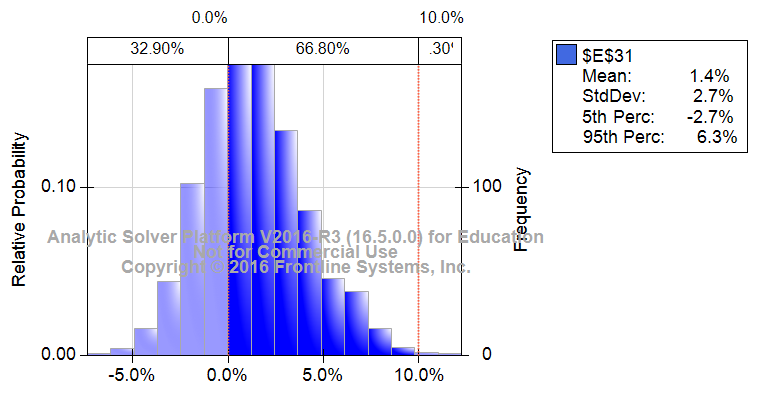 0.0% 10.0%
32.90% 66.80% .30'
$E$31
Mean: 1.4%
StdDev: 2.7%
5th Perc: -2.7%
95th Perc: 6.3%
Relative Probability
0.10 100
Frequency
Analytic Solver Platform V2016-R3 (16.5.0.0) for Education
Not for Commercial Use
Copyright © 2016 Frontline Systems, Inc.
0.00 0
-5.0% 0.0% 5.0% 10.0%